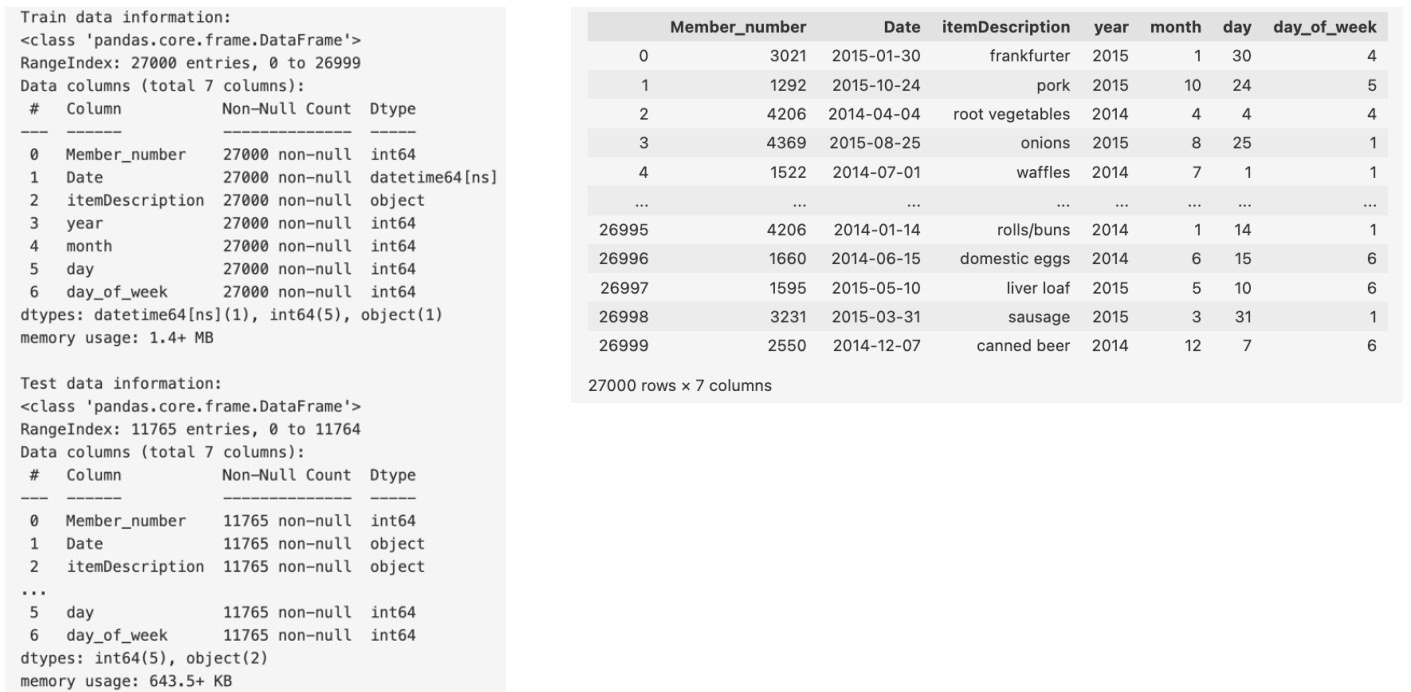 Train data information:
<class 'pandas.core.frame.DataFrame'>
RangeIndex: 27000 entries, 0 to 26999
Data columns (total 7 columns):
 #   Column           Non-Null Count  Dtype
---  ------           --------------  -----
 0   Member_number    27000 non-null  int64
 1   Date             27000 non-null  datetime64[ns]
 2   itemDescription  27000 non-null  object
 3   year             27000 non-null  int64
 4   month            27000 non-null  int64
 5   day              27000 non-null  int64
 6   day_of_week      27000 non-null  int64
dtypes: datetime64[ns](1), int64(5), object(1)
memory usage: 1.4+ MB

Test data information:
<class 'pandas.core.frame.DataFrame'>
RangeIndex: 11765 entries, 0 to 11764
Data columns (total 7 columns):
 #   Column           Non-Null Count  Dtype
---  ------           --------------  -----
 0   Member_number    11765 non-null  int64
 1   Date             11765 non-null  object
 2   itemDescription  11765 non-null  object
...
 5   day              11765 non-null  int64
 6   day_of_week      11765 non-null  int64
dtypes: int64(5), object(2)
memory usage: 643.5+ KB
Member_number Date itemDescription year month day day_of_week
0 3021 2015-01-30 frankfurter 2015 1 30 4
1 1292 2015-10-24 pork 2015 10 24 5
2 4206 2014-04-04 root vegetables 2014 4 4 4
3 4369 2015-08-25 onions 2015 8 25 1
4 1522 2014-07-01 waffles 2014 7 1 1
... ... ... ... ... ... ... ...
26995 4206 2014-01-14 rolls/buns 2014 1 14 1
26996 1660 2014-06-15 domestic eggs 2014 6 15 6
26997 1595 2015-05-10 liver loaf 2015 5 10 6
26998 3231 2015-03-31 sausage 2015 3 31 1
26999 2550 2014-12-07 canned beer 2014 12 7 6
27000 rows × 7 columns